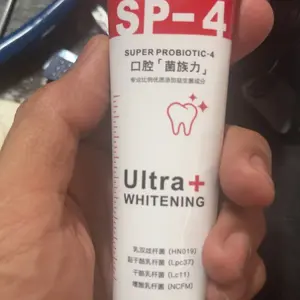 SP-4
SUPER PROBIOTIC-4
口腔「菌族力」
Ultra+
WHITENING
乳双歧杆菌 (HN019)
副干酪乳杆菌 (Lpc37)
干酪乳杆菌 (Lc11)
嗜酸乳杆菌 (NCFM)